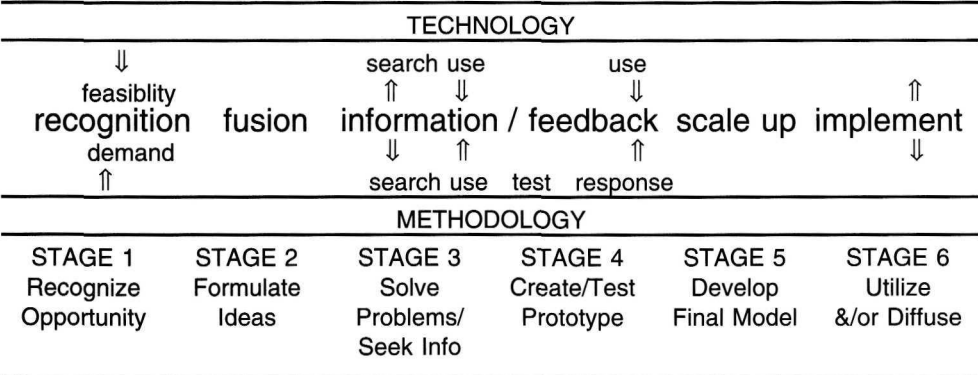 TECHNOLOGY
⇓ search use use
feasiblity ⇑ ⇓ ⇓ ⇑
recognition fusion information / feedback scale up implement
demand ⇓ ⇑ ⇑ ⇓
⇑ search use test response
METHODOLOGY
STAGE 1 STAGE 2 STAGE 3 STAGE 4 STAGE 5 STAGE 6
Recognize Formulate Solve Create/Test Develop Utilize
Opportunity Ideas Problems/ Prototype Final Model &/or Diffuse
Seek Info